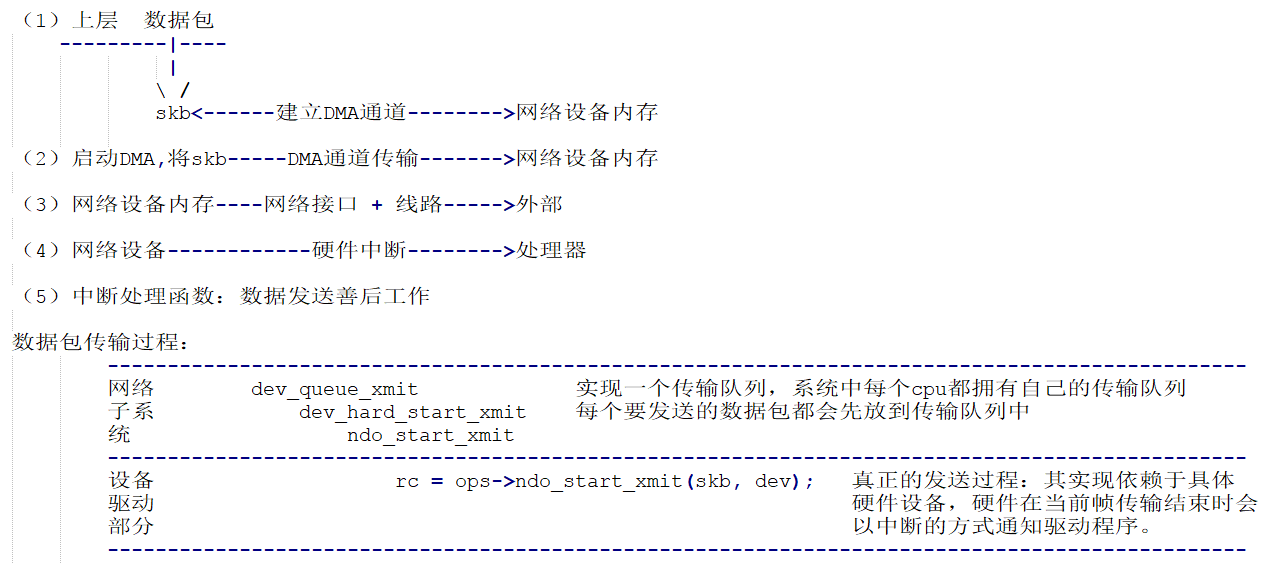 （1）上层  数据包
---------|----
|
\ /
skb<------建立DMA通道-------->网络设备内存
（2）启动DMA,将skb-----DMA通道传输------->网络设备内存
（3）网络设备内存----网络接口 + 线路----->外部
（4）网络设备------------硬件中断-------->处理器
（5）中断处理函数：数据发送善后工作
数据包传输过程：
-----------------------------------------------------------------------------------------------
网络        dev_queue_xmit             实现一个传输队列，系统中每个cpu都拥有自己的传输队列
子系            dev_hard_start_xmit    每个要发送的数据包都会先放到传输队列中
统                  ndo_start_xmit
-----------------------------------------------------------------------------------------------
设备                    rc = ops->ndo_start_xmit(skb, dev);   真正的发送过程：其实现依赖于具体
驱动                                                          硬件设备，硬件在当前帧传输结束时会
部分                                                          以中断的方式通知驱动程序。
-----------------------------------------------------------------------------------------------